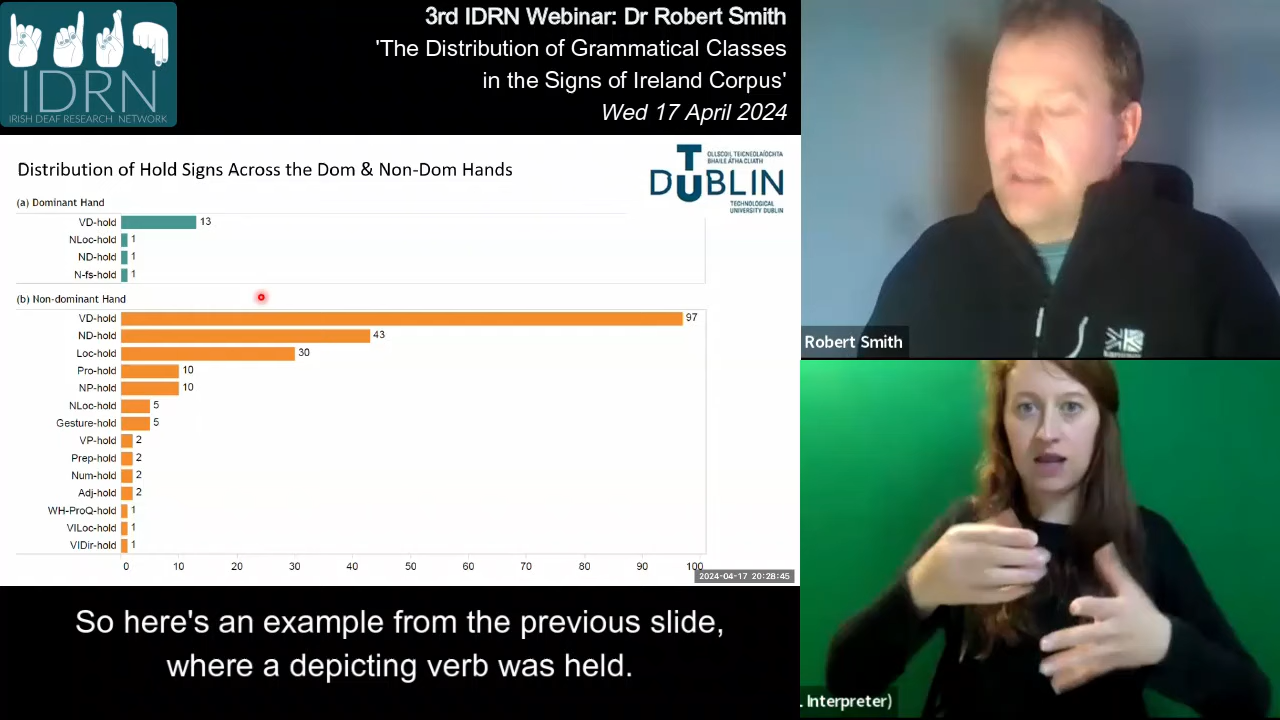 3rd IDRN Webinar: Dr Robert Smith
'The Distribution of Grammatical Classes
in the Signs of Ireland Corpus'
Wed 17 April 2024
IDRN
IRISH DEAF RESEARCH NETWORK
Distribution of Hold Signs Across the Dom & Non-Dom Hands
OLLSCOIL TEICNEOLAÍOCHTA
BHAILE ÁTHA CLIATH
DUBLIN
TECHNOLOGICAL
UNIVERSITY DUBLIN
(a) Dominant Hand
VD-hold 13
NLoc-hold 1
ND-hold 1
N-fs-hold 1
(b) Non-dominant Hand
VD-hold 97
ND-hold 43
Loc-hold 30
Pro-hold 10
NP-hold 10
NLoc-hold 5
Gesture-hold 5
VP-hold 2
Prep-hold 2
Num-hold 2
Adj-hold 2
WH-ProQ-hold 1
VILoc-hold 1
VIDir-hold 1
0 10 20 30 40 50 60 70 80 90 100
2024-04-17 20:28:45
Robert Smith
So here's an example from the previous slide,
where a depicting verb was held.
. Interpreter)